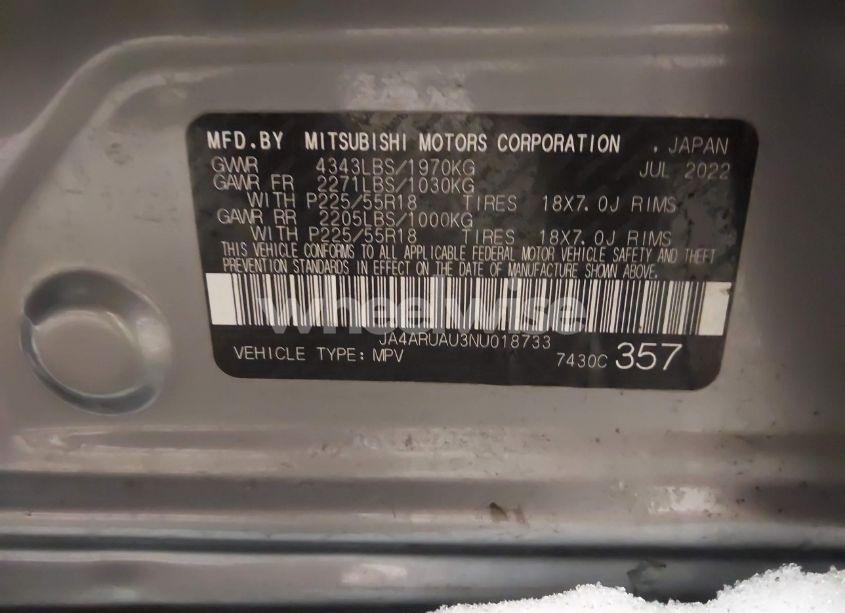 MFD.BY MITSUBISHI MOTORS CORPORATION . JAPAN
GVWR 4343LBS/1970KG JUL 2022
GAWR FR 2271LBS/1030KG
WITH P225/55R18 TIRES 18X7.0J RIMS
GAWR RR 2205LBS/1000KG
WITH P225/55R18 TIRES 18X7.0J RIMS
THIS VEHICLE CONFORMS TO ALL APPLICABLE FEDERAL MOTOR VEHICLE SAFETY AND THEFT
PREVENTION STANDARDS IN EFFECT ON THE DATE OF MANUFACTURE SHOWN ABOVE.
wheelwise
JA4ARUAU3NU018733
VEHICLE TYPE: MPV 7430C 357